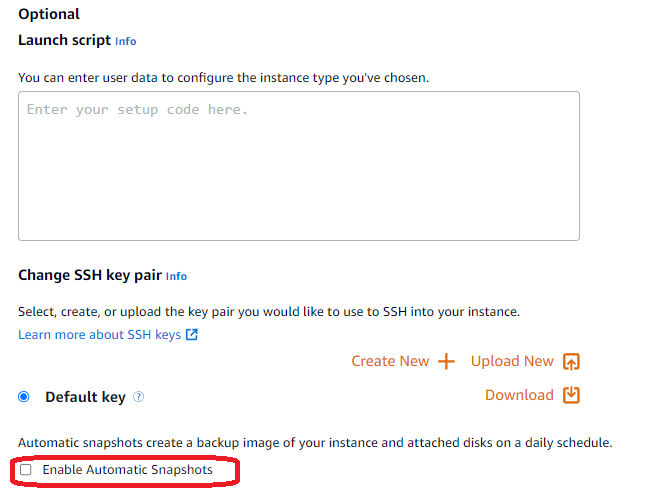 Optional
Launch script Info
You can enter user data to configure the instance type you've chosen.
Enter your setup code here.
Change SSH key pair Info
Select, create, or upload the key pair you would like to use to SSH into your instance.
Learn more about SSH keys
Create New Upload New
Default key ? Download
Automatic snapshots create a backup image of your instance and attached disks on a daily schedule.
Enable Automatic Snapshots